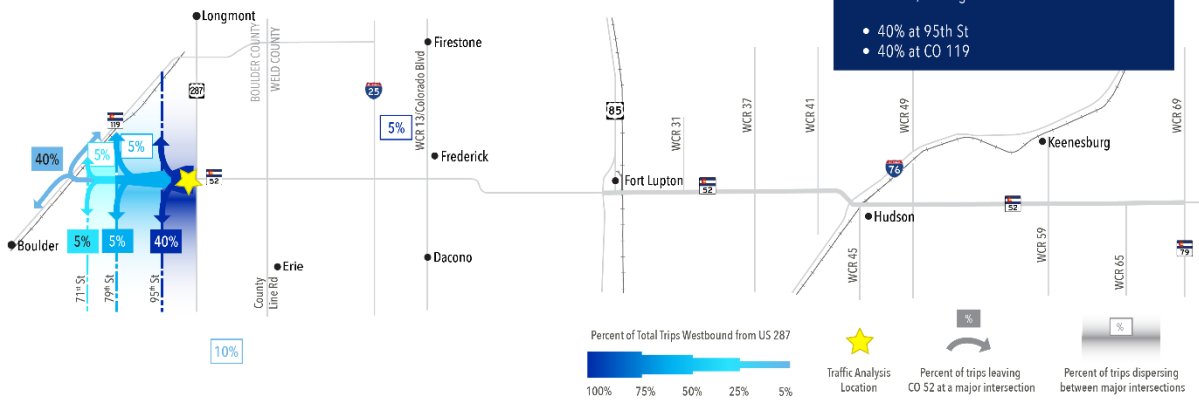 • 40% at 95th St
• 40% at CO 119
Longmont
BOULDER COUNTY
WELD COUNTY
Firestone
WCR 13/Colorado Blvd
287
25
5%
119
5%
5%
40%
Frederick
52
Boulder
5%
5%
40%
71st St
79th St
95th St
County
Line Rd
Erie
Dacono
85
WCR 31
WCR 37
WCR 41
WCR 49
WCR 69
76
Keenesburg
Fort Lupton
52
52
Hudson
WCR 45
WCR 59
WCR 65
79
10%
Percent of Total Trips Westbound from US 287
100%
75%
50%
25%
5%
Traffic Analysis
Location
%
Percent of trips leaving
CO 52 at a major intersection
%
Percent of trips dispersing
between major intersections